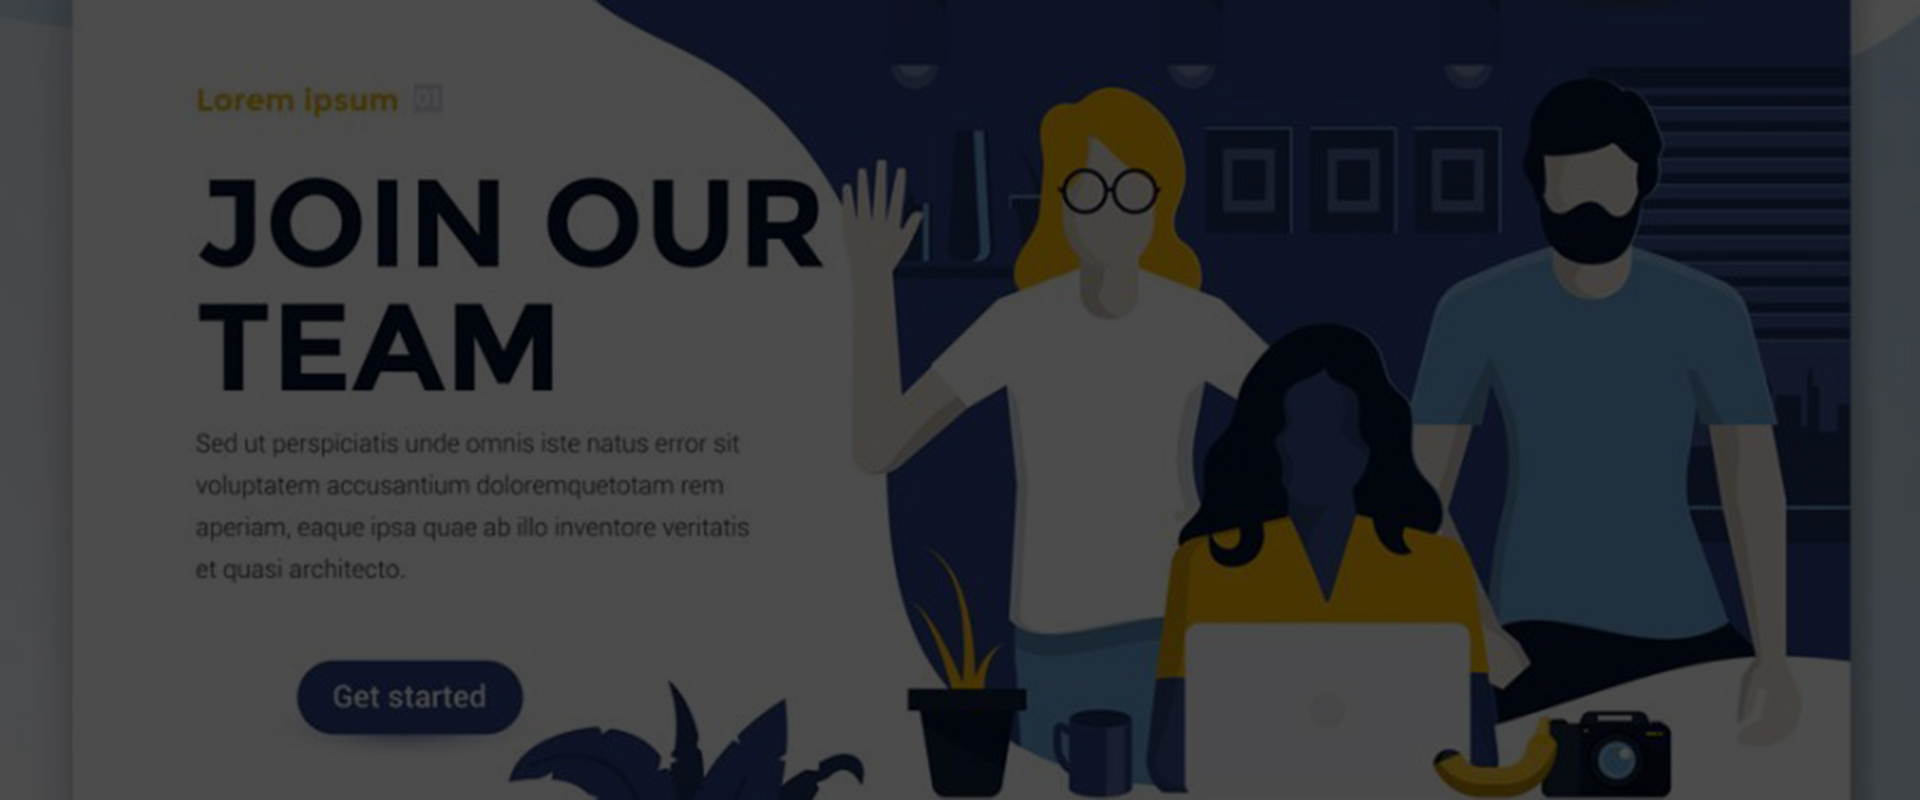 Lorem ipsum 01
JOIN OUR
TEAM
Sed ut perspiciatis unde omnis iste natus error sit
voluptatem accusantium doloremquetotam rem
aperiam, eaque ipsa quae ab illo inventore veritatis
et quasi architecto.
Get started